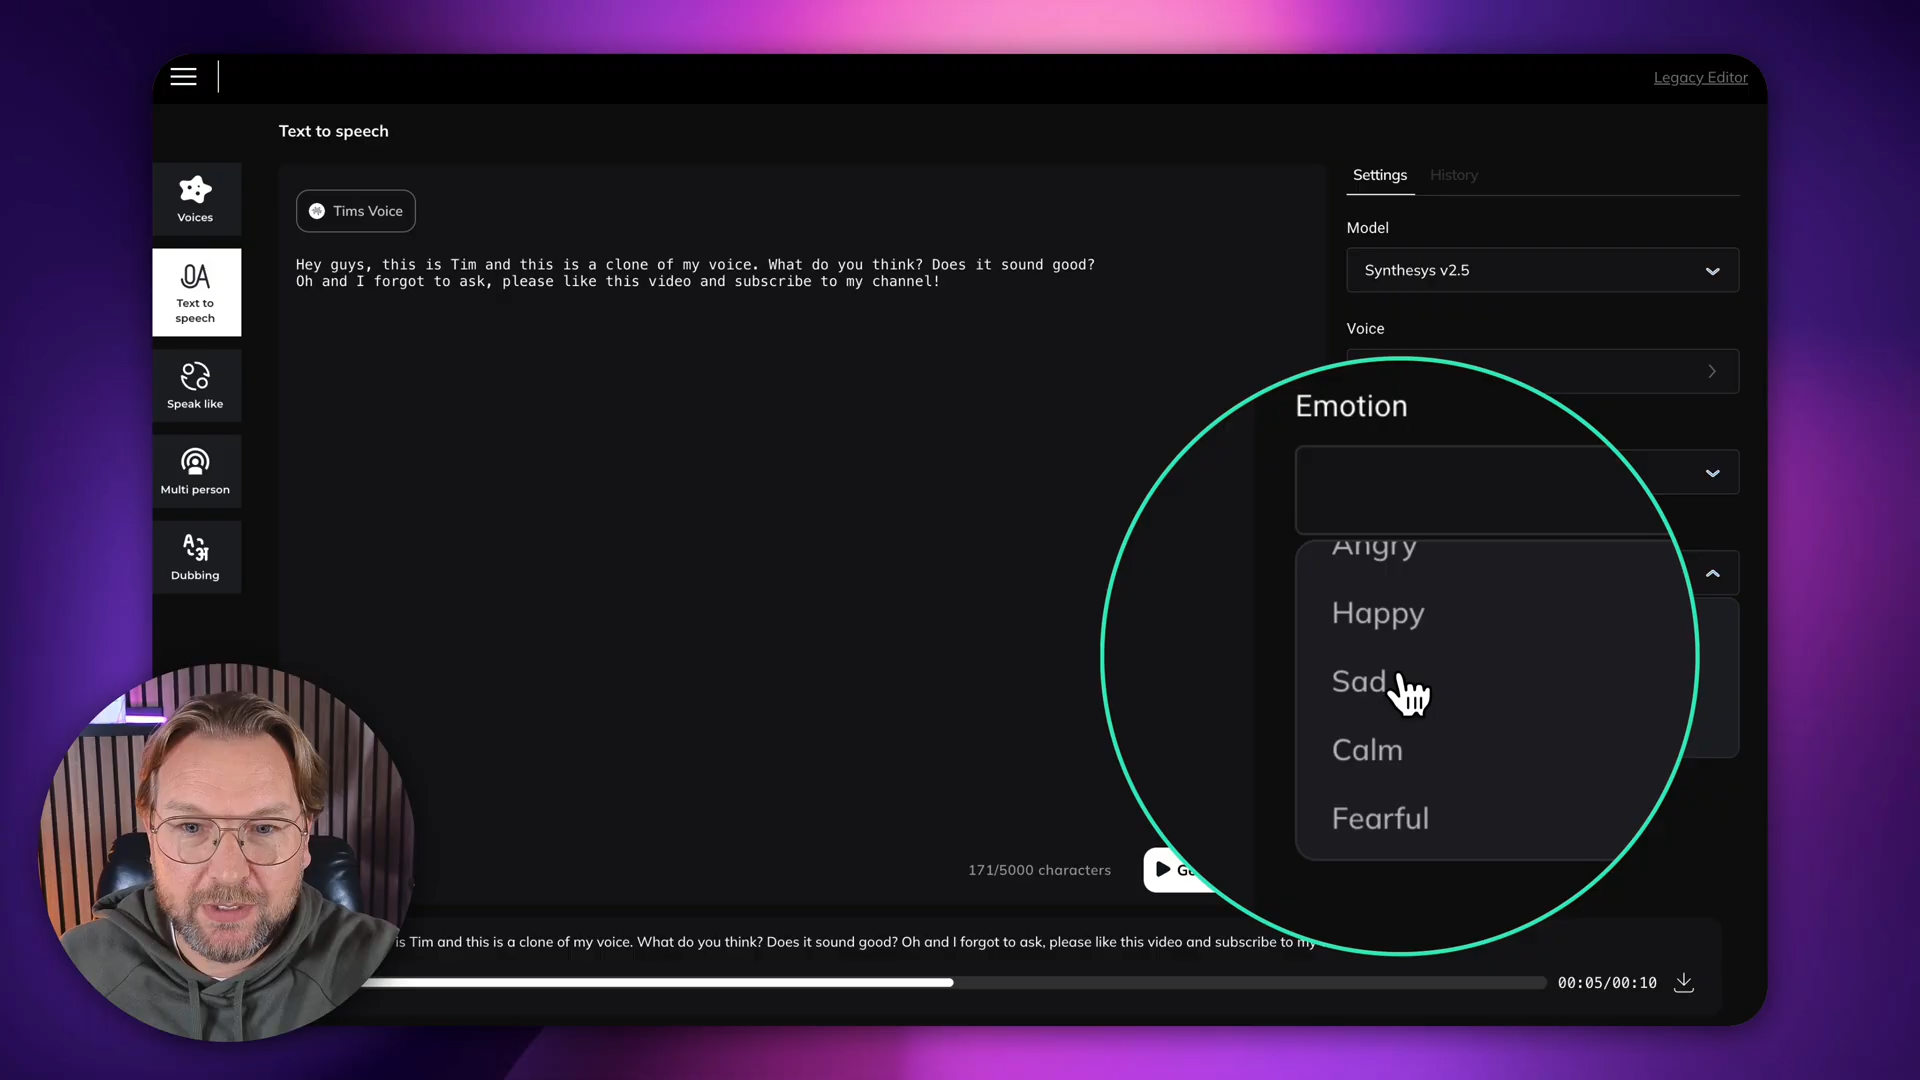 Legacy Editor
Text to speech
Voices
Text to
speech
Speak like
Multi person
Dubbing
Tims Voice
Hey guys, this is Tim and this is a clone of my voice. What do you think? Does it sound good?
Oh and I forgot to ask, please like this video and subscribe to my channel!
Settings
History
Model
Synthesys v2.5
Voice
Emotion
Angry
Happy
Sad
Calm
Fearful
171/5000 characters
is Tim and this is a clone of my voice. What do you think? Does it sound good? Oh and I forgot to ask, please like this video and subscribe to my
00:05/00:10